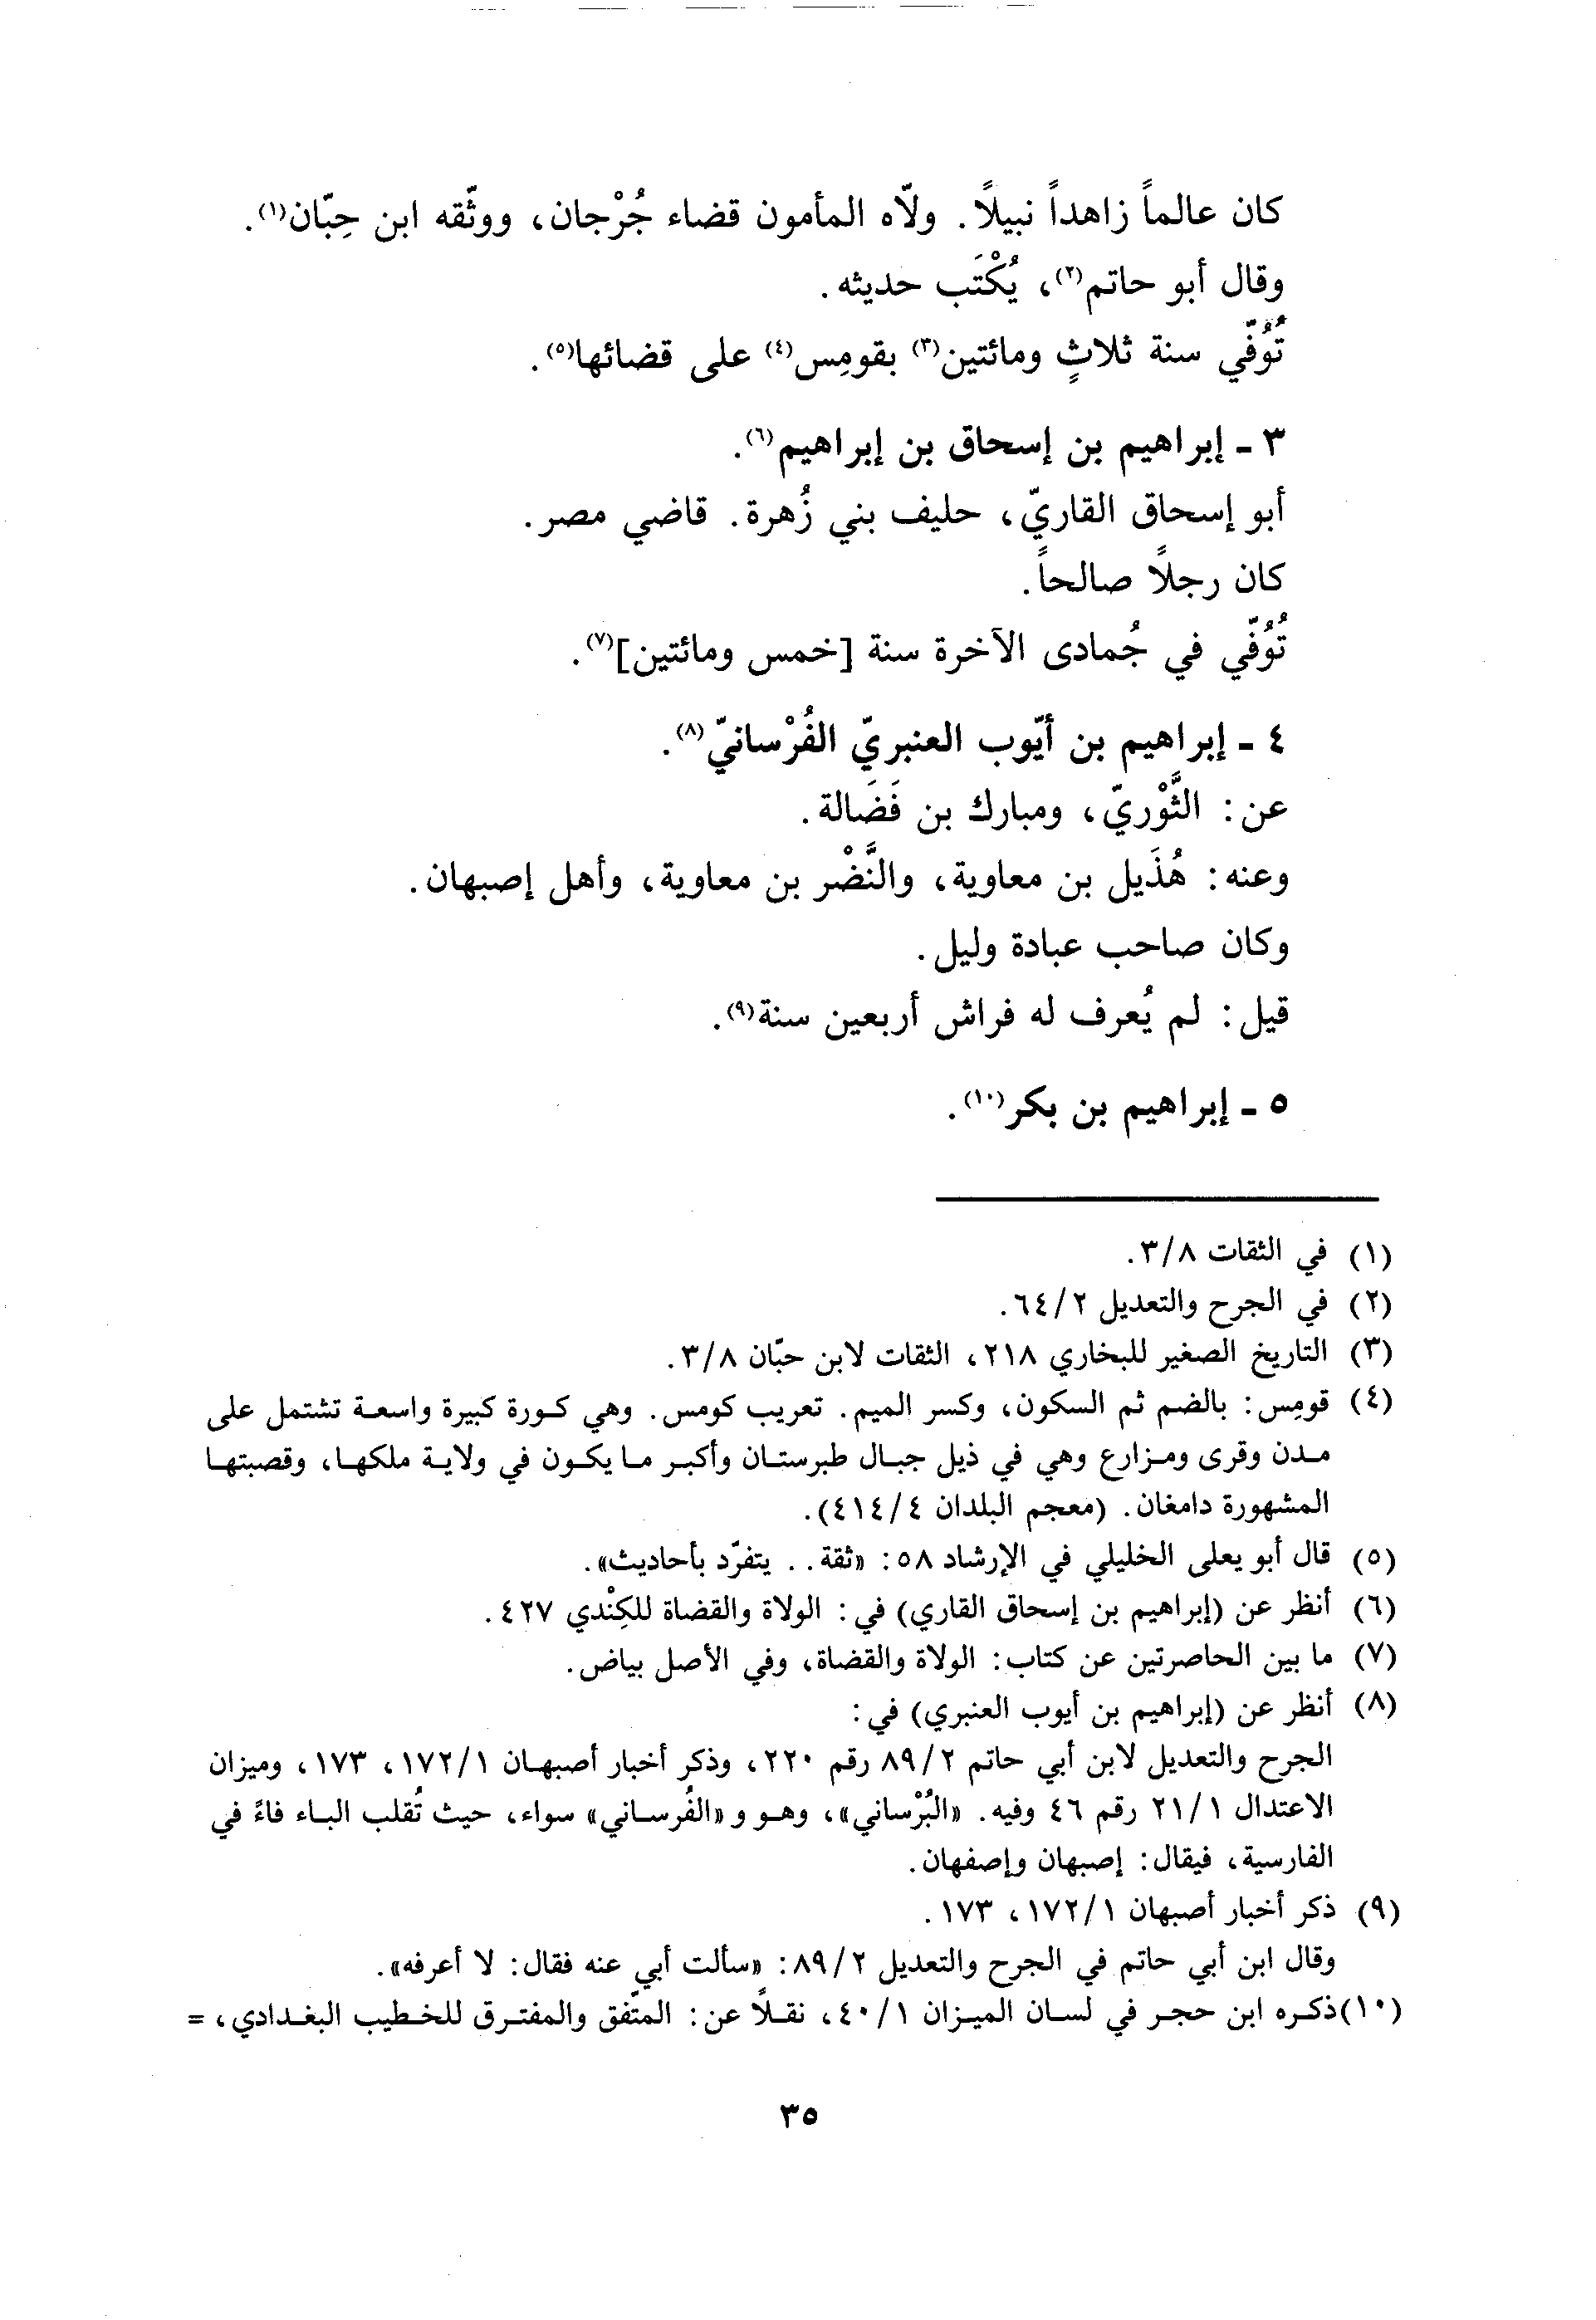 كان عالماً زاهداً نبيلاً. ولّاه المأمون قضاء جُرْجان، ووثّقه ابن حِبّان(١).
وقال أبو حاتم(٢)، يُكْتَب حديثه.
تُوُفّي سنة ثلاثٍ ومائتين(٣) بقومِس(٤) على قضائها(٥).
٣ - إبراهيم بن إسحاق بن إبراهيم(٦).
أبو إسحاق القاريّ، حليف بني زُهرة. قاضي مصر.
كان رجلاً صالحاً.
تُوُفّي في جُمادى الآخرة سنة [خمس ومائتين](٧).
٤ - إبراهيم بن أيّوب العنبريّ الفُرْسانيّ(٨).
عن: الثَّوْريّ، ومبارك بن فَضَالة.
وعنه: هُذَيل بن معاوية، والنَّضْر بن معاوية، وأهل إصبهان.
وكان صاحب عبادة وليل.
قيل: لم يُعرف له فراش أربعين سنة(٩).
٥ - إبراهيم بن بكر(١٠).
(١) في الثقات ٣/٨.
(٢) في الجرح والتعديل ٦٤/٢.
(٣) التاريخ الصغير للبخاري ٢١٨، الثقات لابن حبّان ٣/٨.
(٤) قومِس: بالضم ثم السكون، وكسر الميم. تعريب كومس. وهي كورة كبيرة واسعة تشتمل على
مدن وقرى ومزارع وهي في ذيل جبال طبرستان وأكبر ما يكون في ولاية ملكها، وقصبتها
المشهورة دامغان. (معجم البلدان ٤١٤/٤).
(٥) قال أبو يعلى الخليلي في الإرشاد ٥٨: «ثقة.. يتفرّد بأحاديث».
(٦) أنظر عن (إبراهيم بن إسحاق القاري) في: الولاة والقضاة للكِنْدي ٤٢٧.
(٧) ما بين الحاصرتين عن كتاب: الولاة والقضاة، وفي الأصل بياض.
(٨) أنظر عن (إبراهيم بن أيوب العنبري) في:
الجرح والتعديل لابن أبي حاتم ٨٩/٢ رقم ٢٢٠، وذكر أخبار أصبهان ١٧٢/١، ١٧٣، وميزان
الاعتدال ٢١/١ رقم ٤٦ وفيه. «البُرْساني»، وهو و«الفُرساني» سواء، حيث تُقلب الباء فاءً في
الفارسية، فيقال: إصبهان وإصفهان.
(٩) ذكر أخبار أصبهان ١٧٢/١، ١٧٣.
وقال ابن أبي حاتم في الجرح والتعديل ٨٩/٢: «سألت أبي عنه فقال: لا أعرفه».
(١٠) ذكره ابن حجر في لسان الميزان ٤٠/١، نقلاً عن: المتّفق والمفترق للخطيب البغدادي، =
٣٥